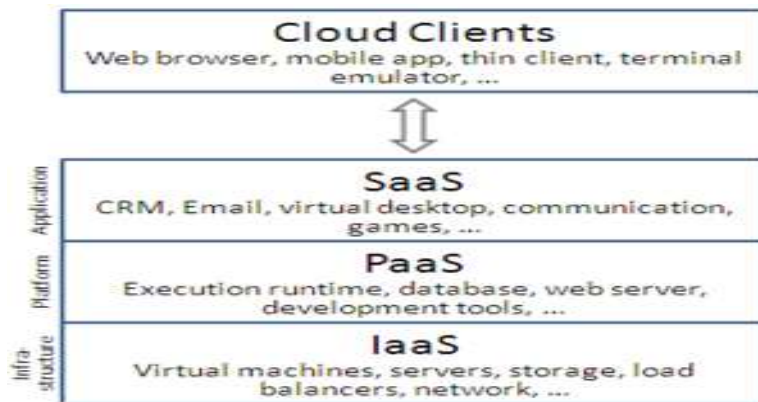 Cloud Clients
Web browser, mobile app, thin client, terminal
emulator, ...
Application
SaaS
CRM, Email, virtual desktop, communication,
games, ...
Platform
PaaS
Execution runtime, database, web server,
development tools, ...
Infra-
structure
IaaS
Virtual machines, servers, storage, load
balancers, network, ...